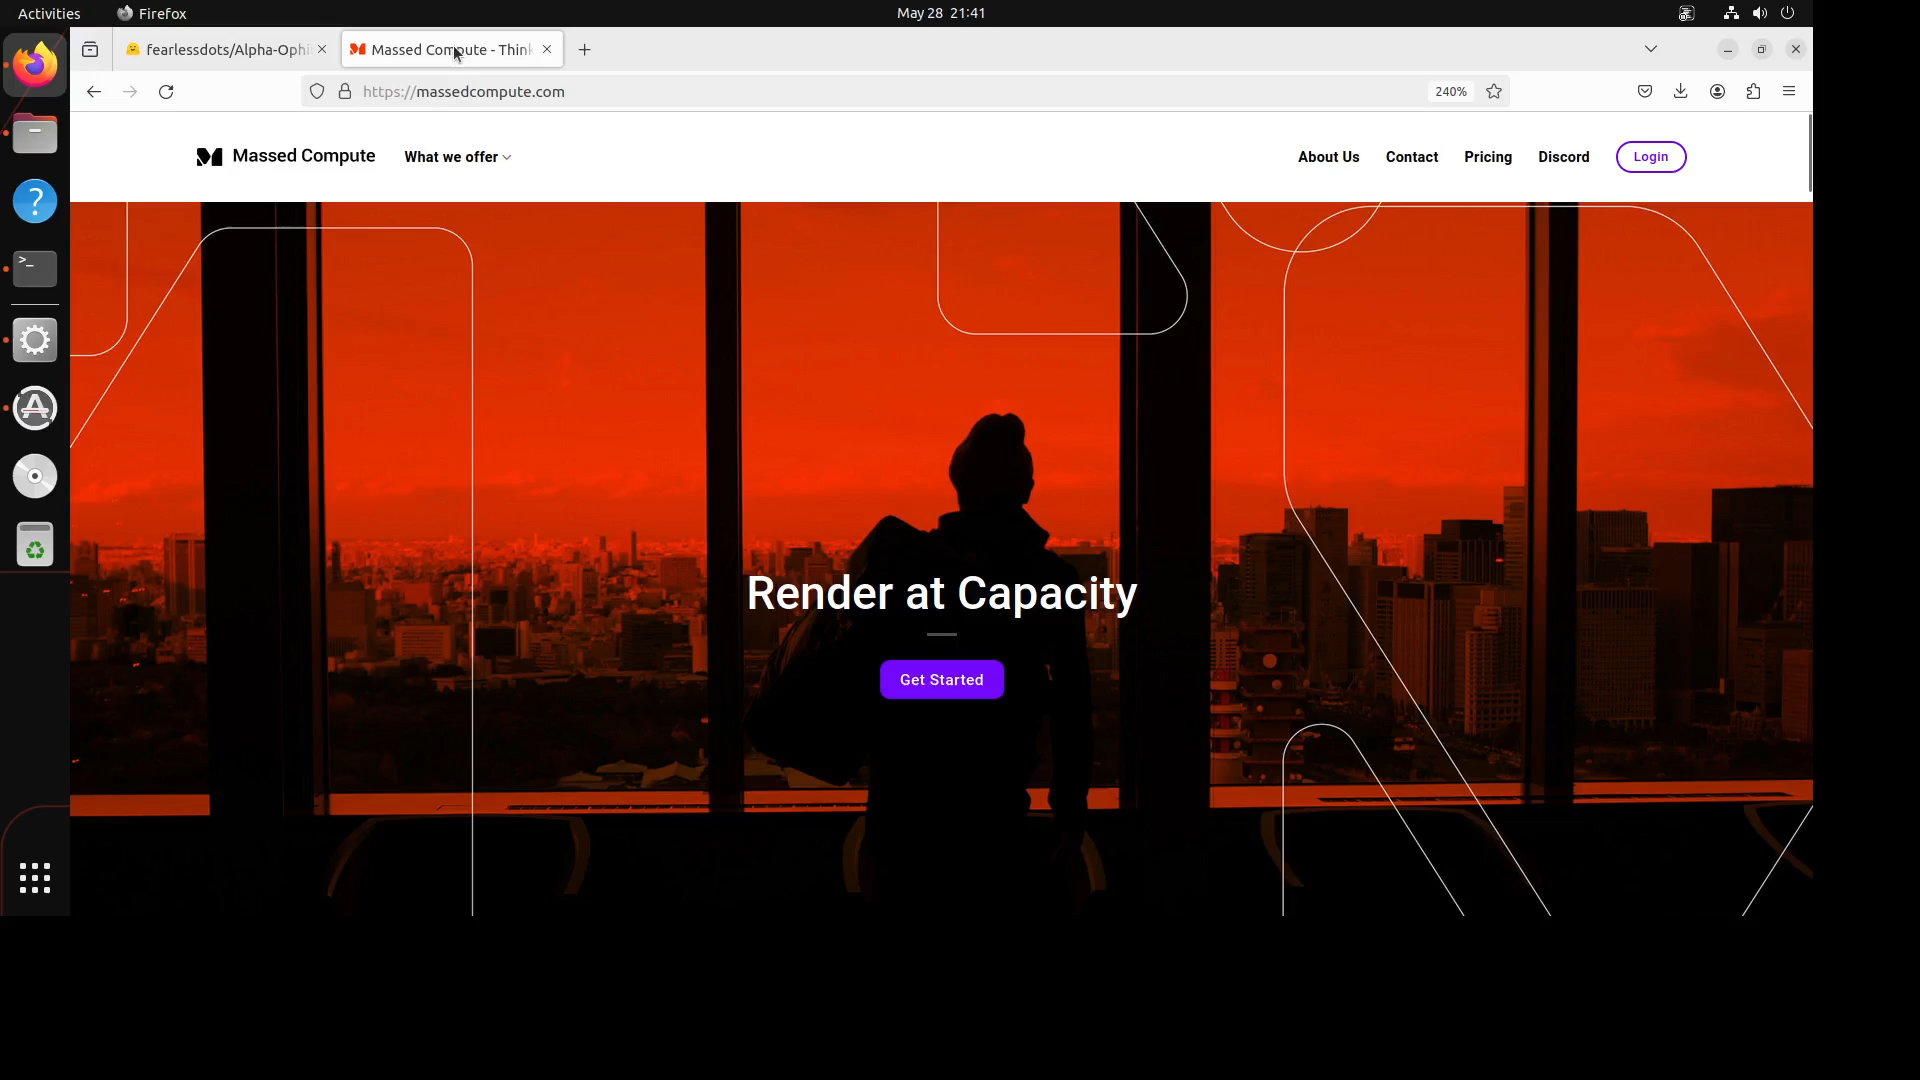 Activities
Firefox
May 28 21:41
fearlessdots/Alpha-Ophi
Massed Compute - Think
https://massedcompute.com
240%
Massed Compute
What we offer
About Us
Contact
Pricing
Discord
Login
Render at Capacity
Get Started